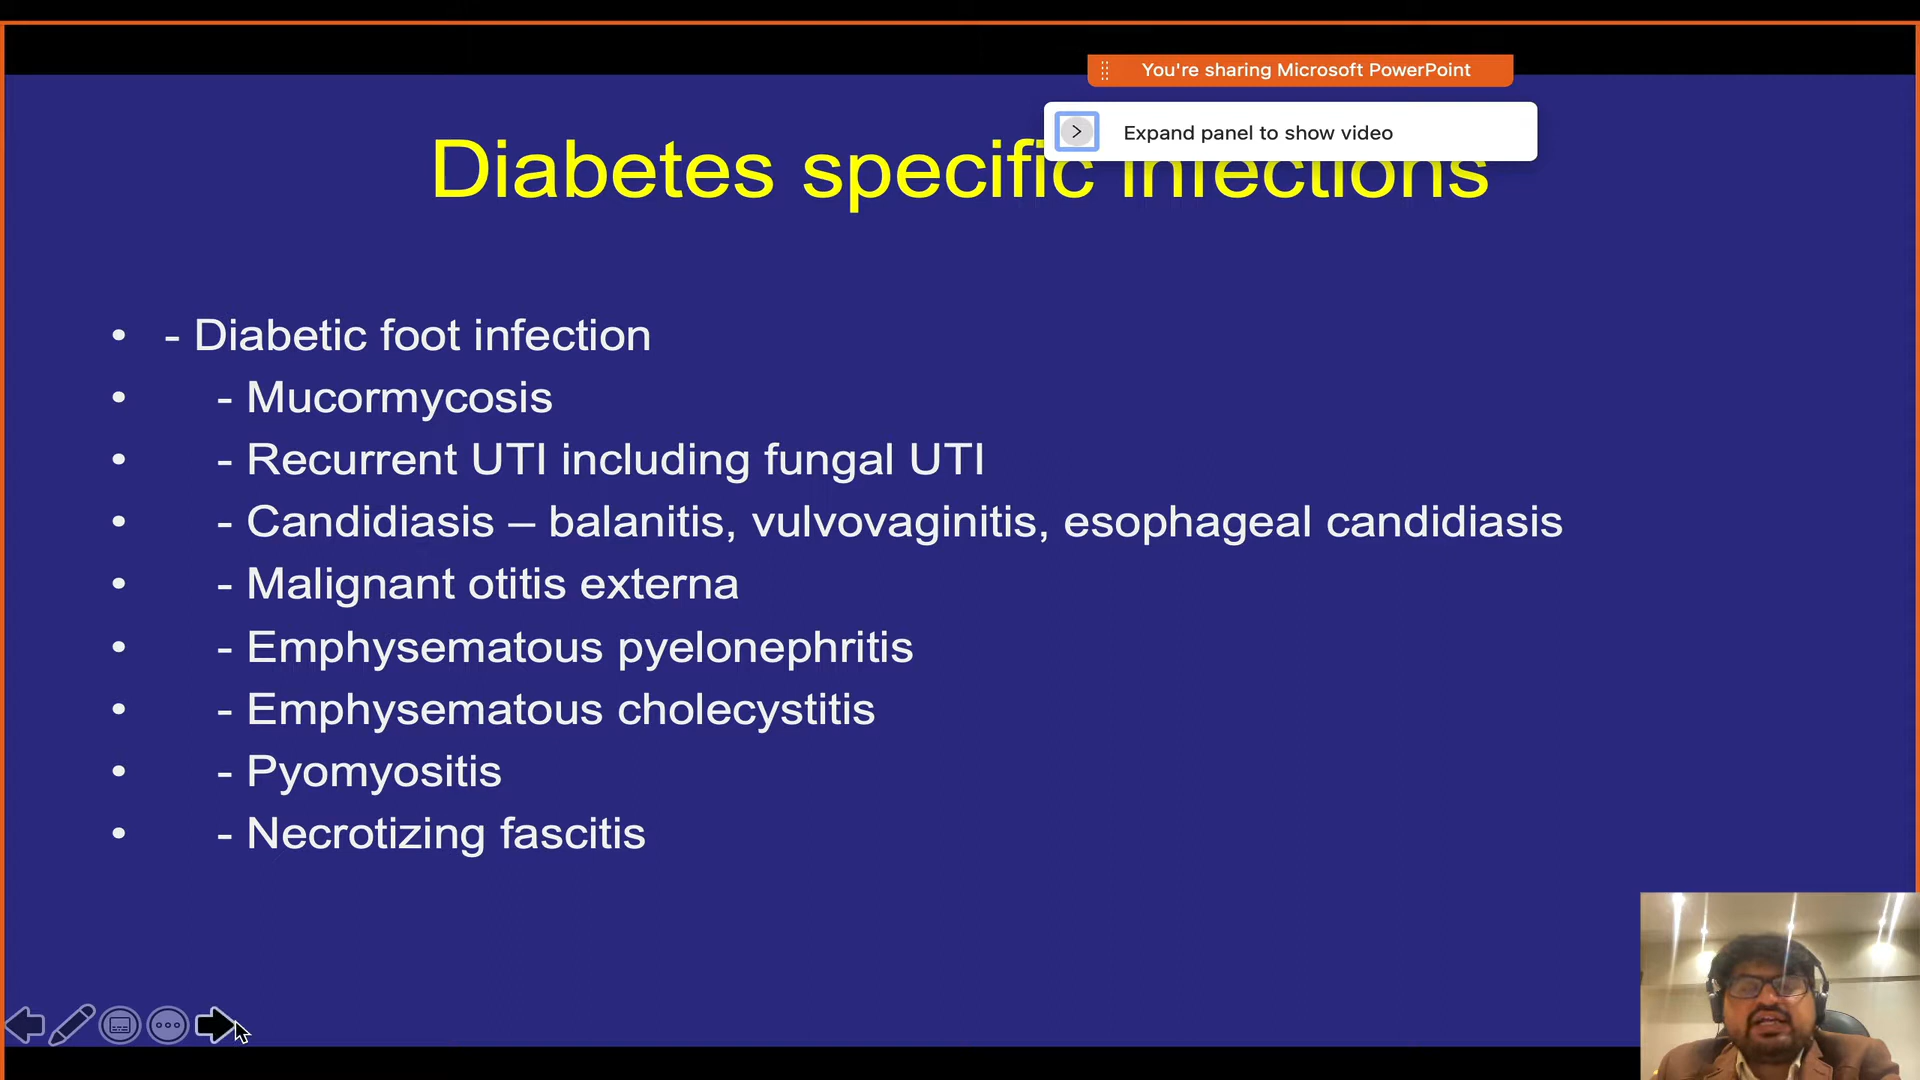 You're sharing Microsoft PowerPoint
Expand panel to show video
Diabetes specific infections
• - Diabetic foot infection
• - Mucormycosis
• - Recurrent UTI including fungal UTI
• - Candidiasis – balanitis, vulvovaginitis, esophageal candidiasis
• - Malignant otitis externa
• - Emphysematous pyelonephritis
• - Emphysematous cholecystitis
• - Pyomyositis
• - Necrotizing fascitis